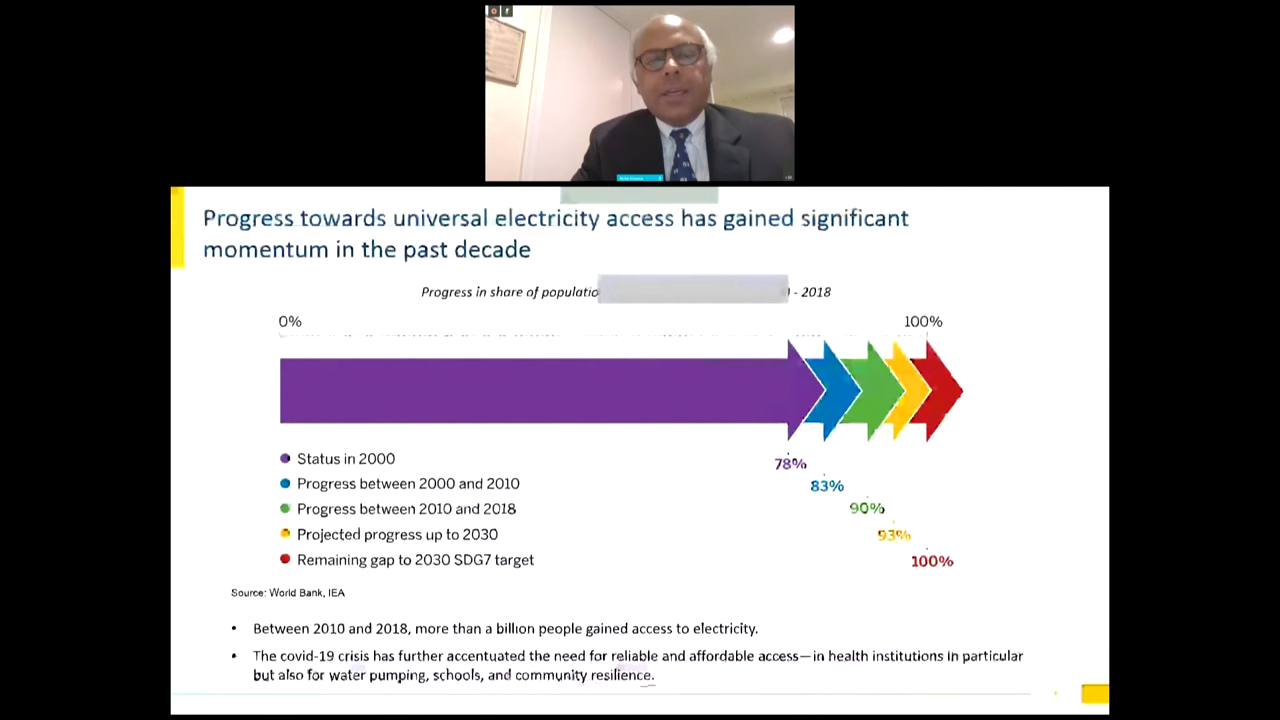 Progress towards universal electricity access has gained significant
momentum in the past decade
Progress in share of - 2018
0% 100%
Status in 2000
Progress between 2000 and 2010
Progress between 2010 and 2018
Projected progress up to 2030
Remaining gap to 2030 SDG7 target
78%
83%
90%
93%
100%
Source: World Bank, IEA
• Between 2010 and 2018, more than a billion people gained access to electricity.
• The covid-19 crisis has further accentuated the need for reliable and affordable access—in health institutions in particular
but also for water pumping, schools, and community resilience.